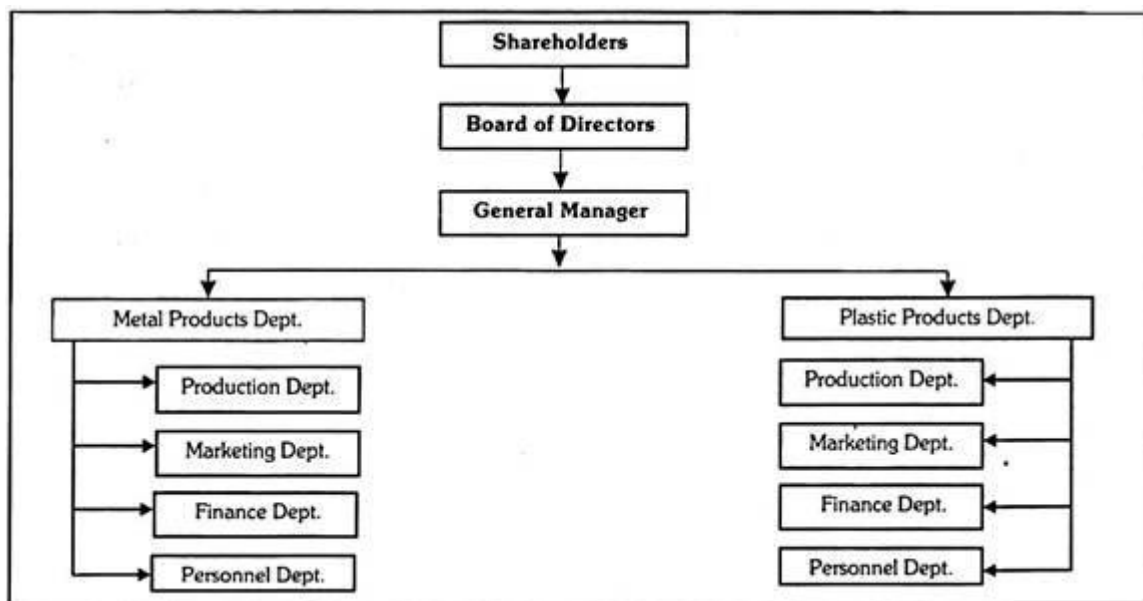 Shareholders
Board of Directors
General Manager
Metal Products Dept.
Production Dept.
Marketing Dept.
Finance Dept.
Personnel Dept.
Plastic Products Dept.
Production Dept.
Marketing Dept.
Finance Dept.
Personnel Dept.